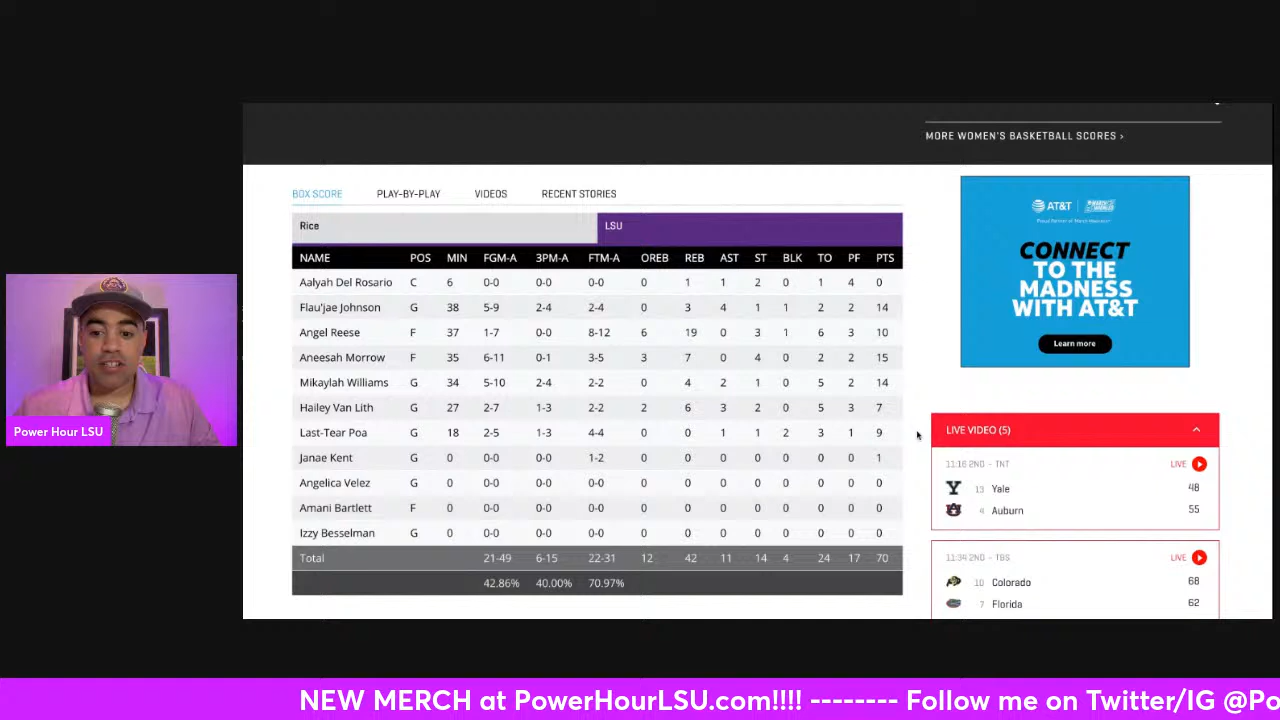 MORE WOMEN'S BASKETBALL SCORES ›
BOX SCORE PLAY-BY-PLAY VIDEOS RECENT STORIES
Rice LSU
NAME POS MIN FGM-A 3PM-A FTM-A OREB REB AST ST BLK TO PF PTS
Aalyah Del Rosario C 6 0-0 0-0 0-0 0 1 1 2 0 1 4 0
Flau'jae Johnson G 38 5-9 2-4 2-4 0 3 4 1 1 2 2 14
Angel Reese F 37 1-7 0-0 8-12 6 19 0 3 1 6 3 10
Aneesah Morrow F 35 6-11 0-1 3-5 3 7 0 4 0 2 2 15
Mikaylah Williams G 34 5-10 2-4 2-2 0 4 2 1 0 5 2 14
Hailey Van Lith G 27 2-7 1-3 2-2 2 6 3 2 0 5 3 7
Last-Tear Poa G 18 2-5 1-3 4-4 0 0 1 1 2 3 1 9
Janae Kent G 0 0-0 0-0 1-2 0 0 0 0 0 0 0 1
Angelica Velez G 0 0-0 0-0 0-0 0 0 0 0 0 0 0 0
Amani Bartlett F 0 0-0 0-0 0-0 0 0 0 0 0 0 0 0
Izzy Besselman G 0 0-0 0-0 0-0 0 0 0 0 0 0 0 0
Total 21-49 6-15 22-31 12 42 11 14 4 24 17 70
42.86% 40.00% 70.97%
AT&T
CONNECT
TO THE
MADNESS
WITH AT&T
Learn more
LIVE VIDEO (5)
11:16 2ND - TNT LIVE
13 Yale 48
4 Auburn 55
11:34 2ND - TBS LIVE
10 Colorado 68
7 Florida 62
Power Hour LSU
NEW MERCH at PowerHourLSU.com!!!! -------- Follow me on Twitter/IG @Po